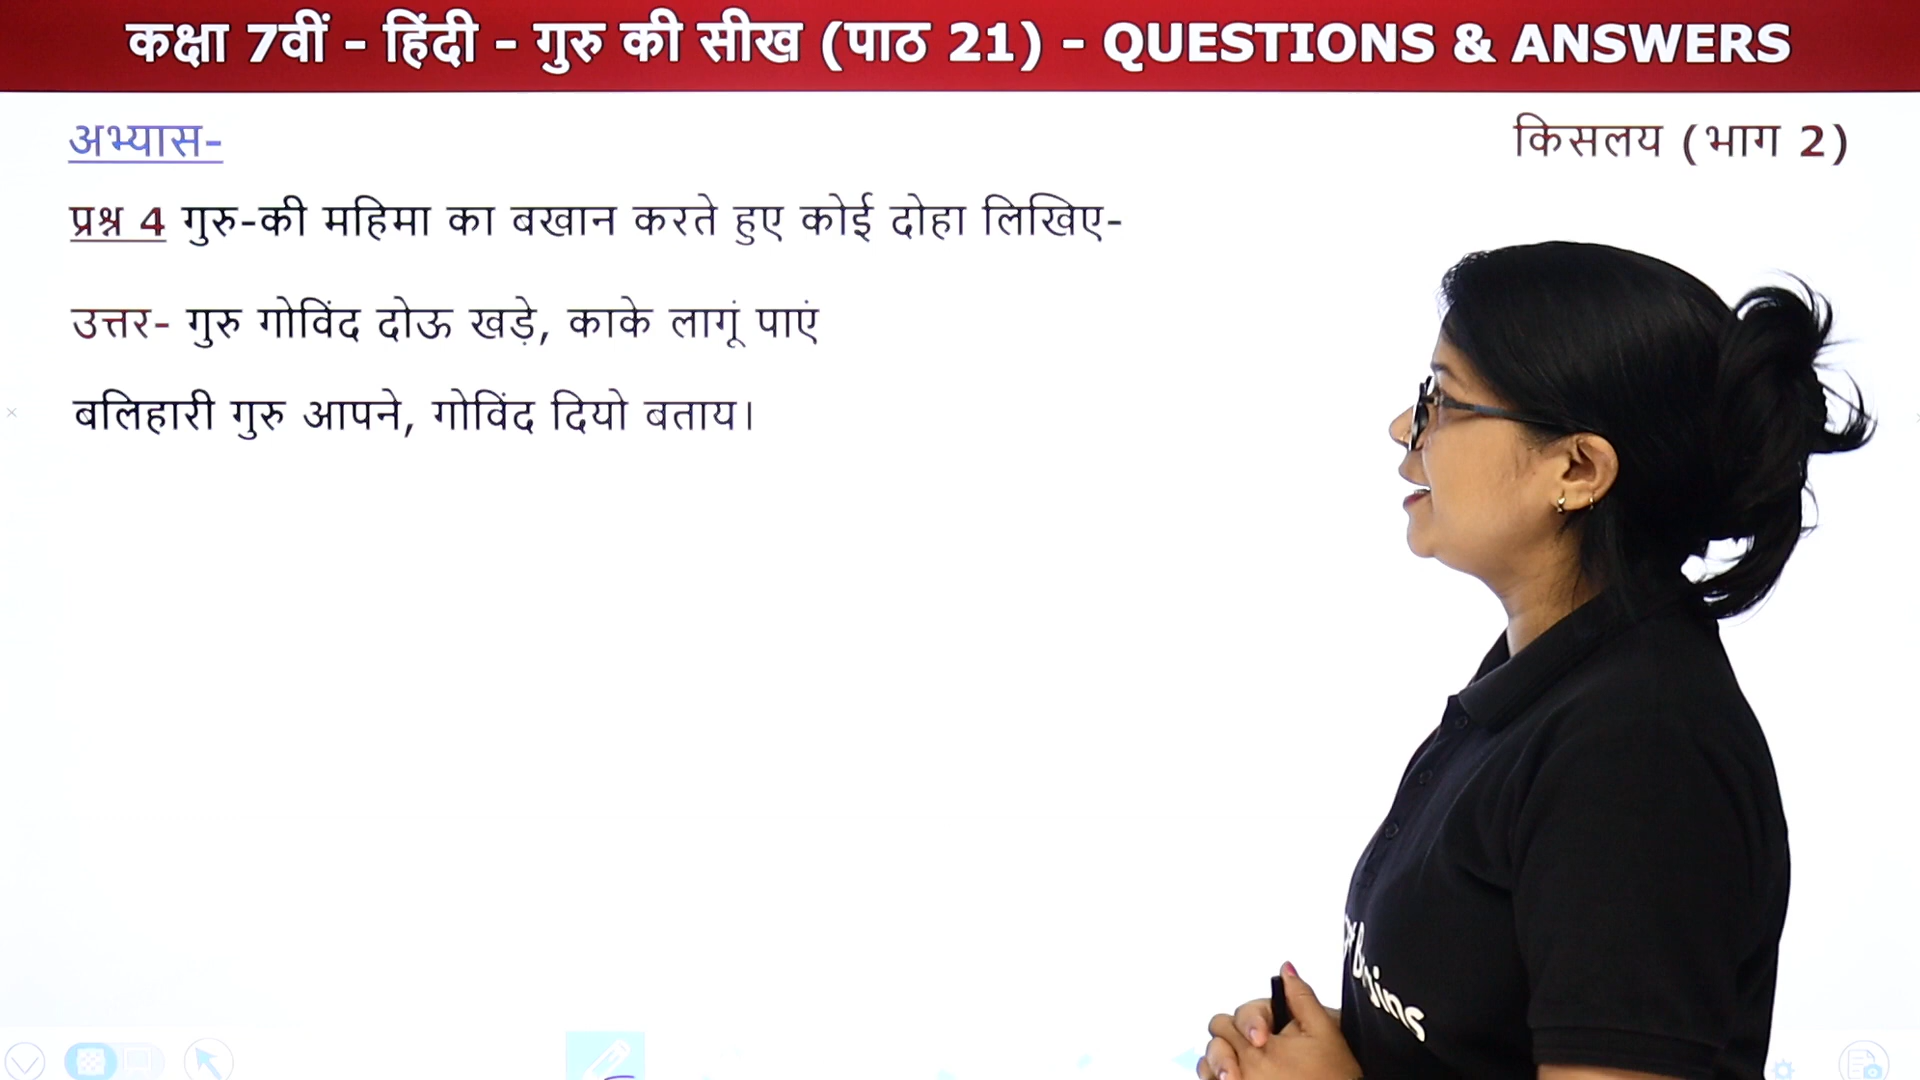 कक्षा 7वीं - हिंदी - गुरु की सीख (पाठ 21) - QUESTIONS & ANSWERS
अभ्यास-
किसलय (भाग 2)
प्रश्न 4 गुरु-की महिमा का बखान करते हुए कोई दोहा लिखिए-
उत्तर- गुरु गोविंद दोऊ खड़े, काके लागूं पाएं
बलिहारी गुरु आपने, गोविंद दियो बताय।